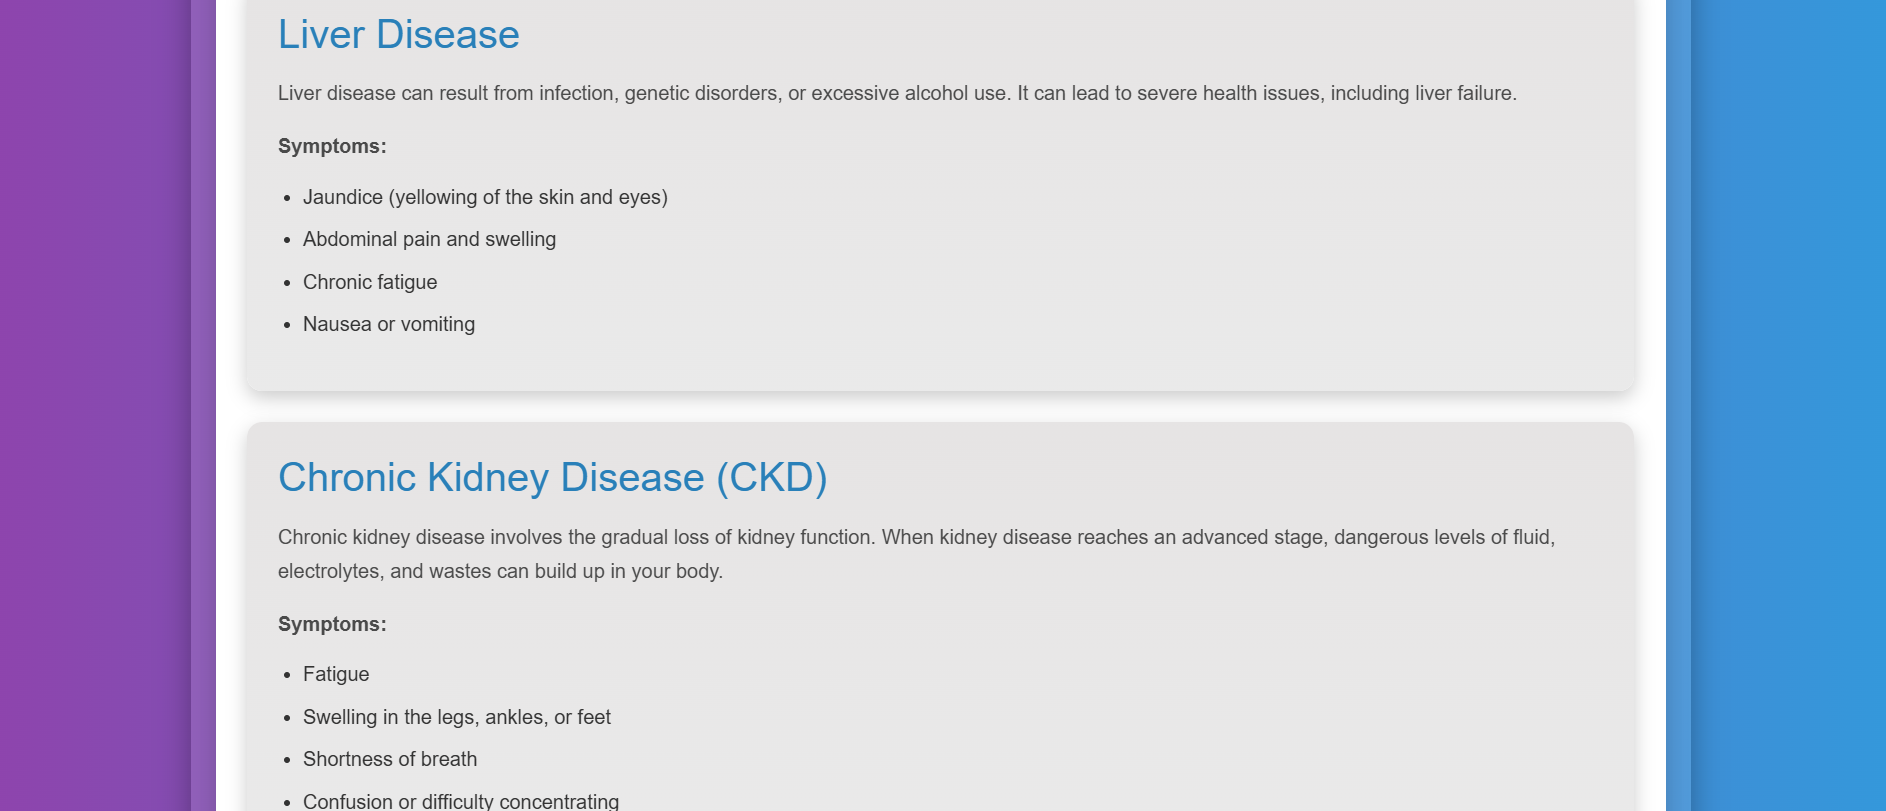 Liver Disease
Liver disease can result from infection, genetic disorders, or excessive alcohol use. It can lead to severe health issues, including liver failure.
Symptoms:
• Jaundice (yellowing of the skin and eyes)
• Abdominal pain and swelling
• Chronic fatigue
• Nausea or vomiting
Chronic Kidney Disease (CKD)
Chronic kidney disease involves the gradual loss of kidney function. When kidney disease reaches an advanced stage, dangerous levels of fluid,
electrolytes, and wastes can build up in your body.
Symptoms:
• Fatigue
• Swelling in the legs, ankles, or feet
• Shortness of breath
• Confusion or difficulty concentrating